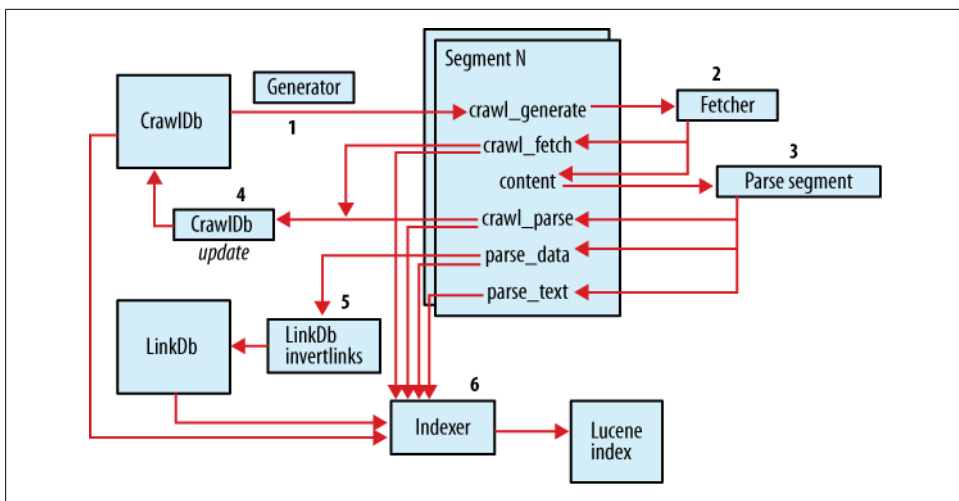 Segment N
Generator
2
Fetcher
CrawlDb
1
crawl_generate
crawl_fetch
3
content
Parse segment
4
CrawlDb
update
crawl_parse
parse_data
parse_text
5
LinkDb
LinkDb
invertlinks
6
Indexer
Lucene
index